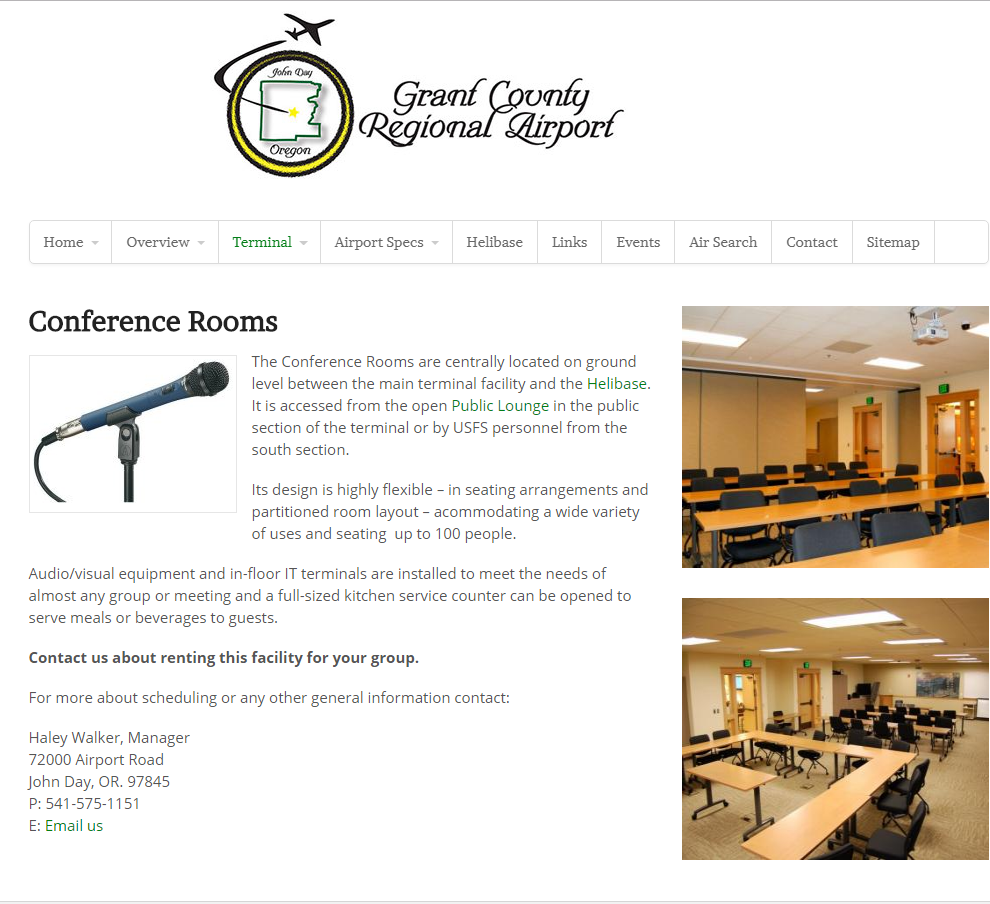 John Day
Oregon
Grant County
Regional Airport
Home
Overview
Terminal
Airport Specs
Helibase
Links
Events
Air Search
Contact
Sitemap
Conference Rooms
The Conference Rooms are centrally located on ground
level between the main terminal facility and the Helibase.
It is accessed from the open Public Lounge in the public
section of the terminal or by USFS personnel from the
south section.
Its design is highly flexible – in seating arrangements and
partitioned room layout – acommodating a wide variety
of uses and seating  up to 100 people.
Audio/visual equipment and in-floor IT terminals are installed to meet the needs of
almost any group or meeting and a full-sized kitchen service counter can be opened to
serve meals or beverages to guests.
Contact us about renting this facility for your group.
For more about scheduling or any other general information contact:
Haley Walker, Manager
72000 Airport Road
John Day, OR. 97845
P: 541-575-1151
E: Email us